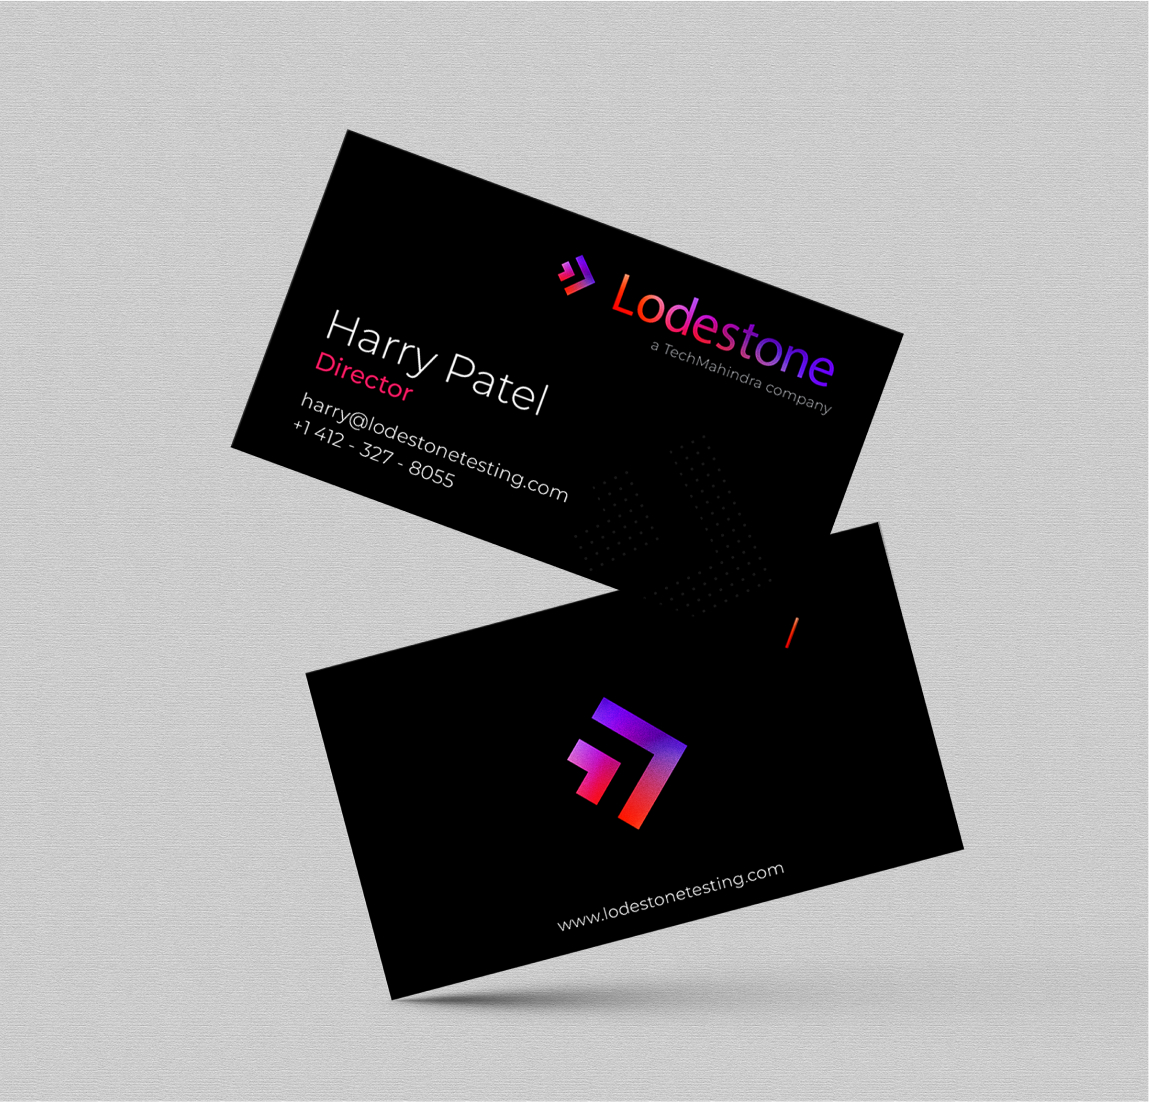 Lodestone
a TechMahindra company
Harry Patel
Director
harry@lodestonetesting.com
+1 412 - 327 - 8055
www.lodestonetesting.com